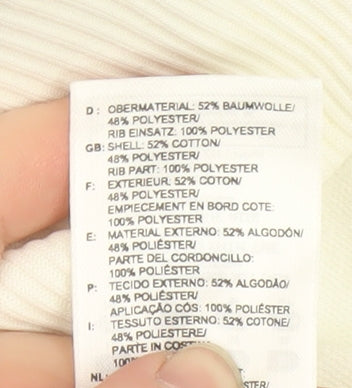 D : OBERMATERIAL: 52% BAUMWOLLE/
48% POLYESTER/
RIB EINSATZ: 100% POLYESTER
GB: SHELL: 52% COTTON/
48% POLYESTER/
RIB PART: 100% POLYESTER
F: EXTERIEUR: 52% COTON/
48% POLYESTER/
EMPIECEMENT EN BORD COTE:
100% POLYESTER
E: MATERIAL EXTERNO: 52% ALGODÓN/
48% POLIÉSTER/
PARTE DEL CORDONCILLO:
100% POLIÉSTER
P: TECIDO EXTERNO: 52% ALGODÃO/
48% POLIÉSTER/
APLICAÇÃO CÓS: 100% POLIÉSTER
I: TESSUTO ESTERNO: 52% COTONE/
48% POLIESTERE/
PARTE IN
NL: